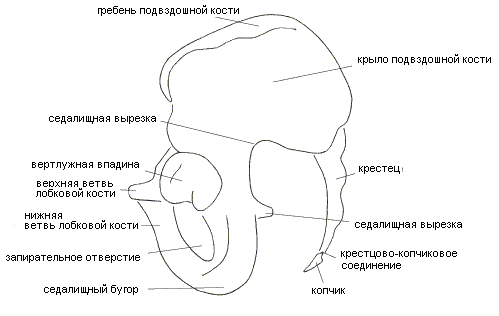 гребень подвздошной кости
крыло подвздошной кости
седалищная вырезка
вертлужная впадина
верхняя ветвь
лобковой кости
крестец
нижняя
ветвь лобковой кости
седалищная вырезка
запирательное отверстие
крестцово-копчиковое
соединение
седалищный бугор
копчик